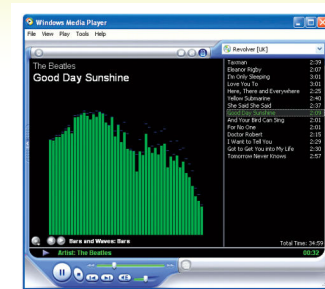 Windows Media Player
File View Play Tools Help
Revolver [UK]
The Beatles
Good Day Sunshine
Taxman 2:39
Eleanor Rigby 2:07
I'm Only Sleeping 3:01
Love You To 3:01
Here, There and Everywhere 2:25
Yellow Submarine 2:40
She Said She Said 2:37
Good Day Sunshine 2:09
And Your Bird Can Sing 2:01
For No One 2:01
Doctor Robert 2:15
I Want to Tell You 2:29
Got to Get You into My Life 2:30
Tomorrow Never Knows 2:57
Bars and Waves: Bars
Total Time: 34:59
Artist: The Beatles
00:32